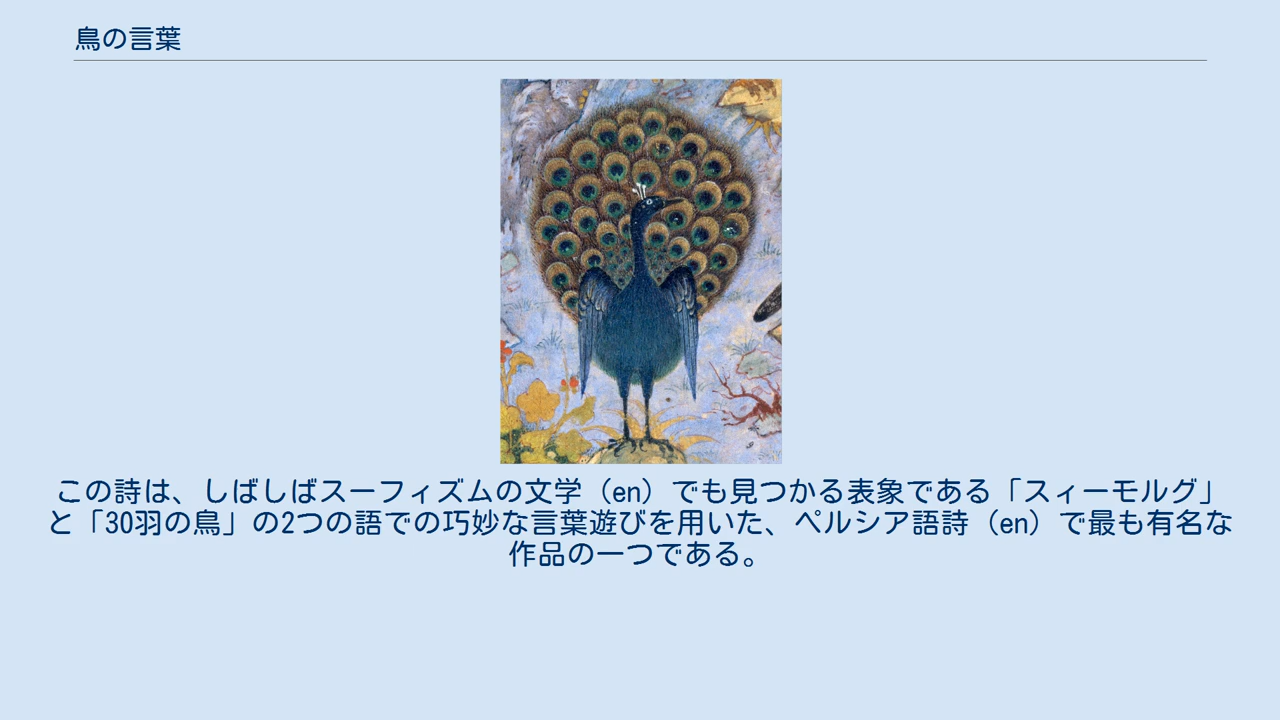 鳥の言葉
この詩は、しばしばスーフィズムの文学（en）でも見つかる表象である「スィーモルグ」
と「30羽の鳥」の2つの語での巧妙な言葉遊びを用いた、ペルシア語詩（en）で最も有名な
作品の一つである。